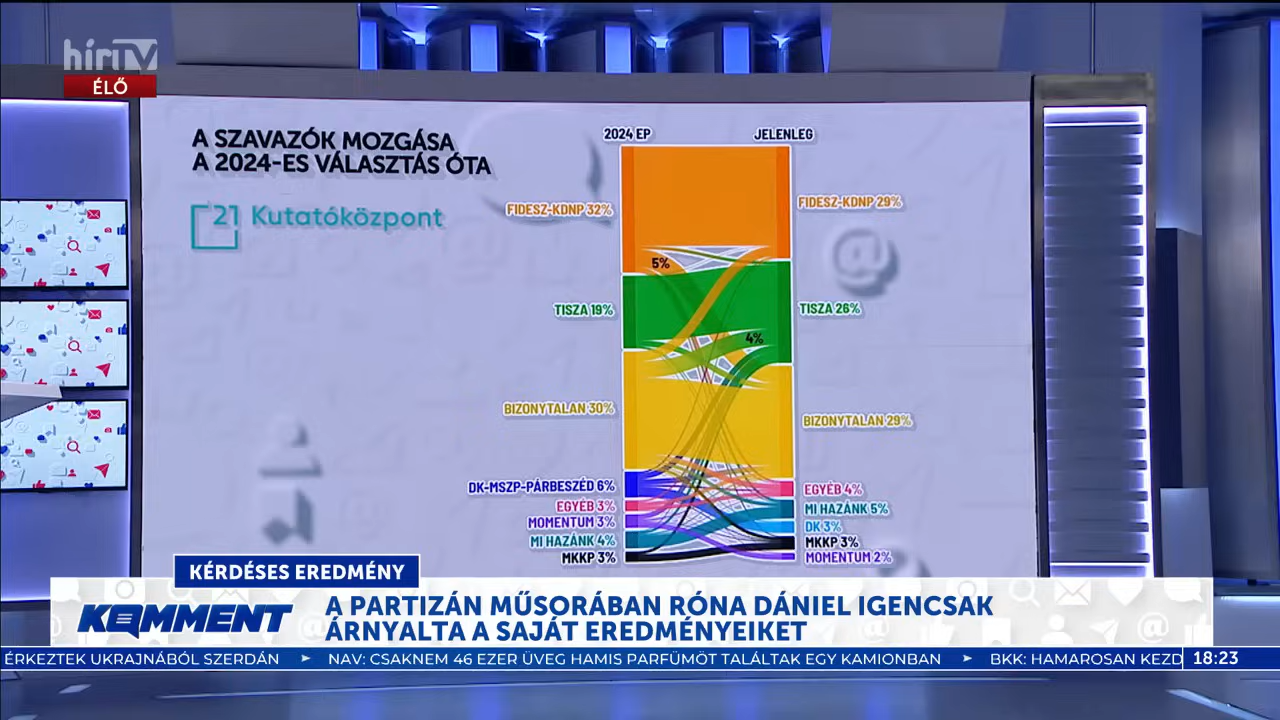 hírTV
ÉLŐ
A SZAVAZÓK MOZGÁSA
A 2024-ES VÁLASZTÁS ÓTA
21 Kutatóközpont
2024 EP
JELENLEG
FIDESZ-KDNP 32%
FIDESZ-KDNP 29%
5%
TISZA 19%
TISZA 26%
4%
BIZONYTALAN 30%
BIZONYTALAN 29%
DK-MSZP-PÁRBESZÉD 6%
EGYÉB 3%
MOMENTUM 3%
MI HAZÁNK 4%
MKKP 3%
EGYÉB 4%
MI HAZÁNK 5%
DK 3%
MKKP 3%
MOMENTUM 2%
KÉRDÉSES EREDMÉNY
KOMMENT
A PARTIZÁN MŰSORÁBAN RÓNA DÁNIEL IGENCSAK
ÁRNYALTA A SAJÁT EREDMÉNYEIKET
ÉRKEZTEK UKRAJNÁBÓL SZERDÁN ► NAV: CSAKNEM 46 EZER ÜVEG HAMIS PARFÜMÖT TALÁLTAK EGY KAMIONBAN ► BKK: HAMAROSAN KEZD
18:23